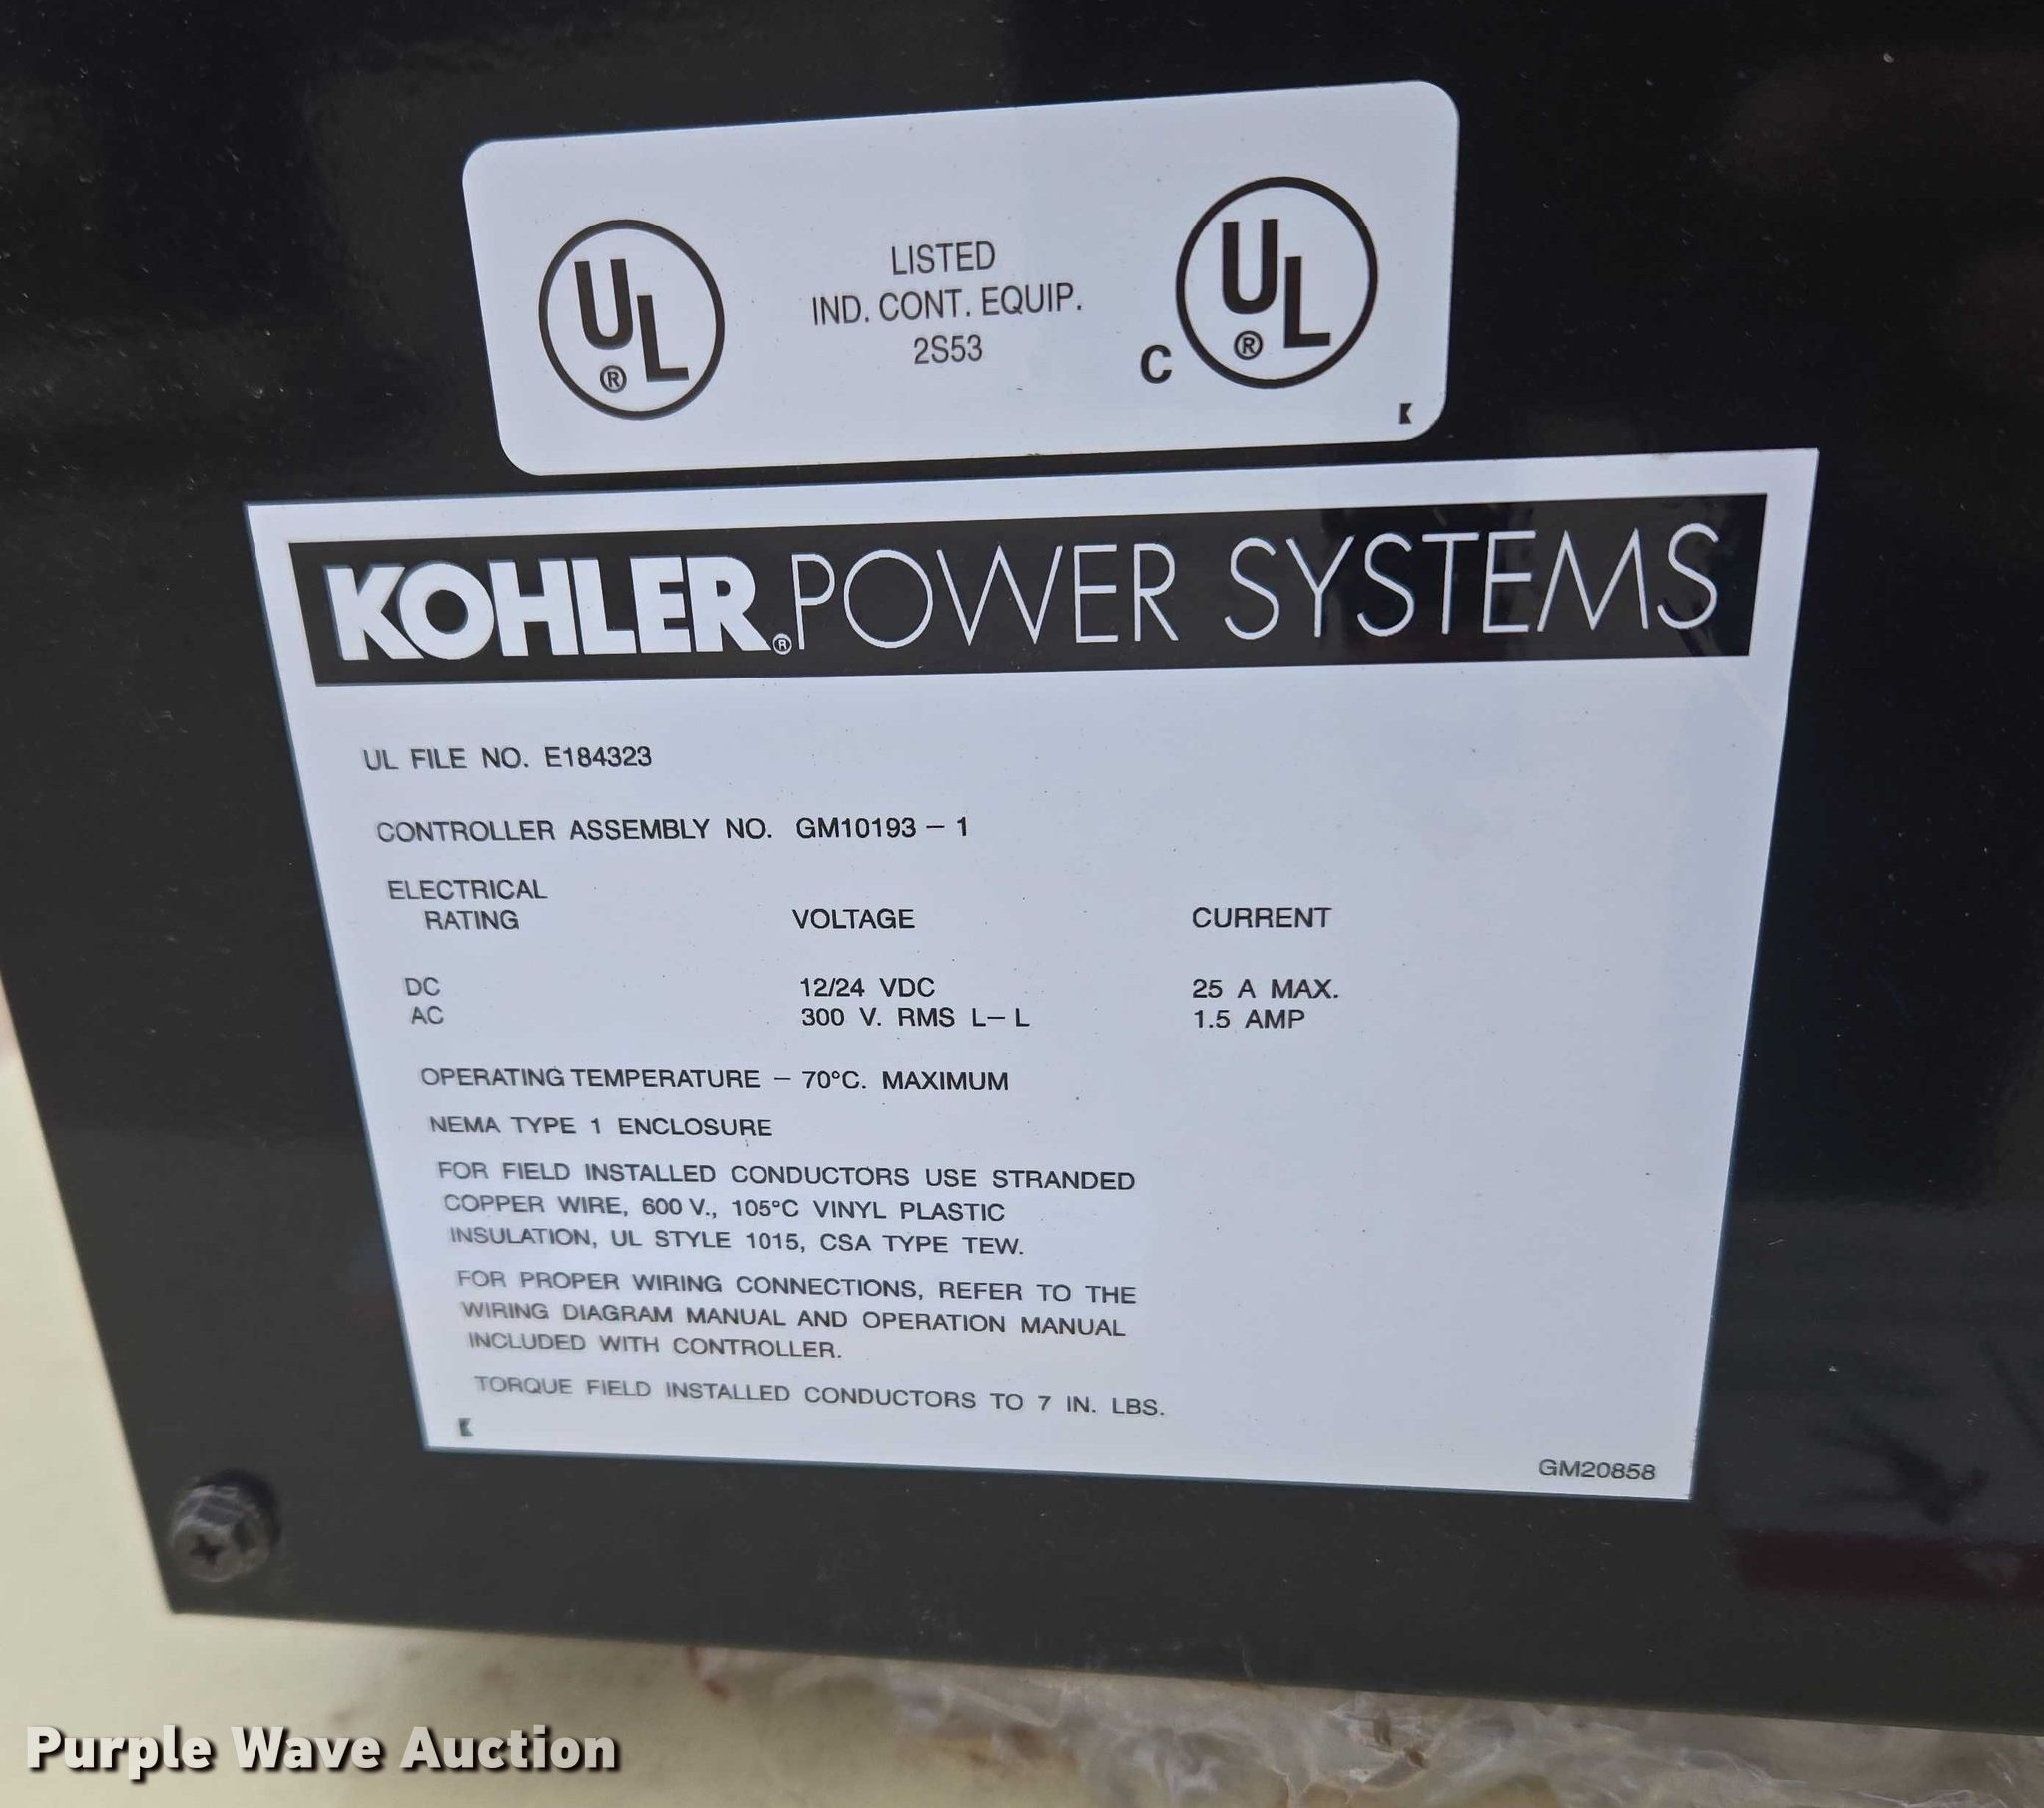 UL®
LISTED
IND. CONT. EQUIP.
2S53
C UL®
K
KOHLER® POWER SYSTEMS
UL FILE NO. E184323
CONTROLLER ASSEMBLY NO. GM10193 – 1
ELECTRICAL
RATING VOLTAGE CURRENT
DC 12/24 VDC 25 A MAX.
AC 300 V. RMS L– L 1.5 AMP
OPERATING TEMPERATURE – 70°C. MAXIMUM
NEMA TYPE 1 ENCLOSURE
FOR FIELD INSTALLED CONDUCTORS USE STRANDED
COPPER WIRE, 600 V., 105°C VINYL PLASTIC
INSULATION, UL STYLE 1015, CSA TYPE TEW.
FOR PROPER WIRING CONNECTIONS, REFER TO THE
WIRING DIAGRAM MANUAL AND OPERATION MANUAL
INCLUDED WITH CONTROLLER.
TORQUE FIELD INSTALLED CONDUCTORS TO 7 IN. LBS.
K
GM20858
Purple Wave Auction